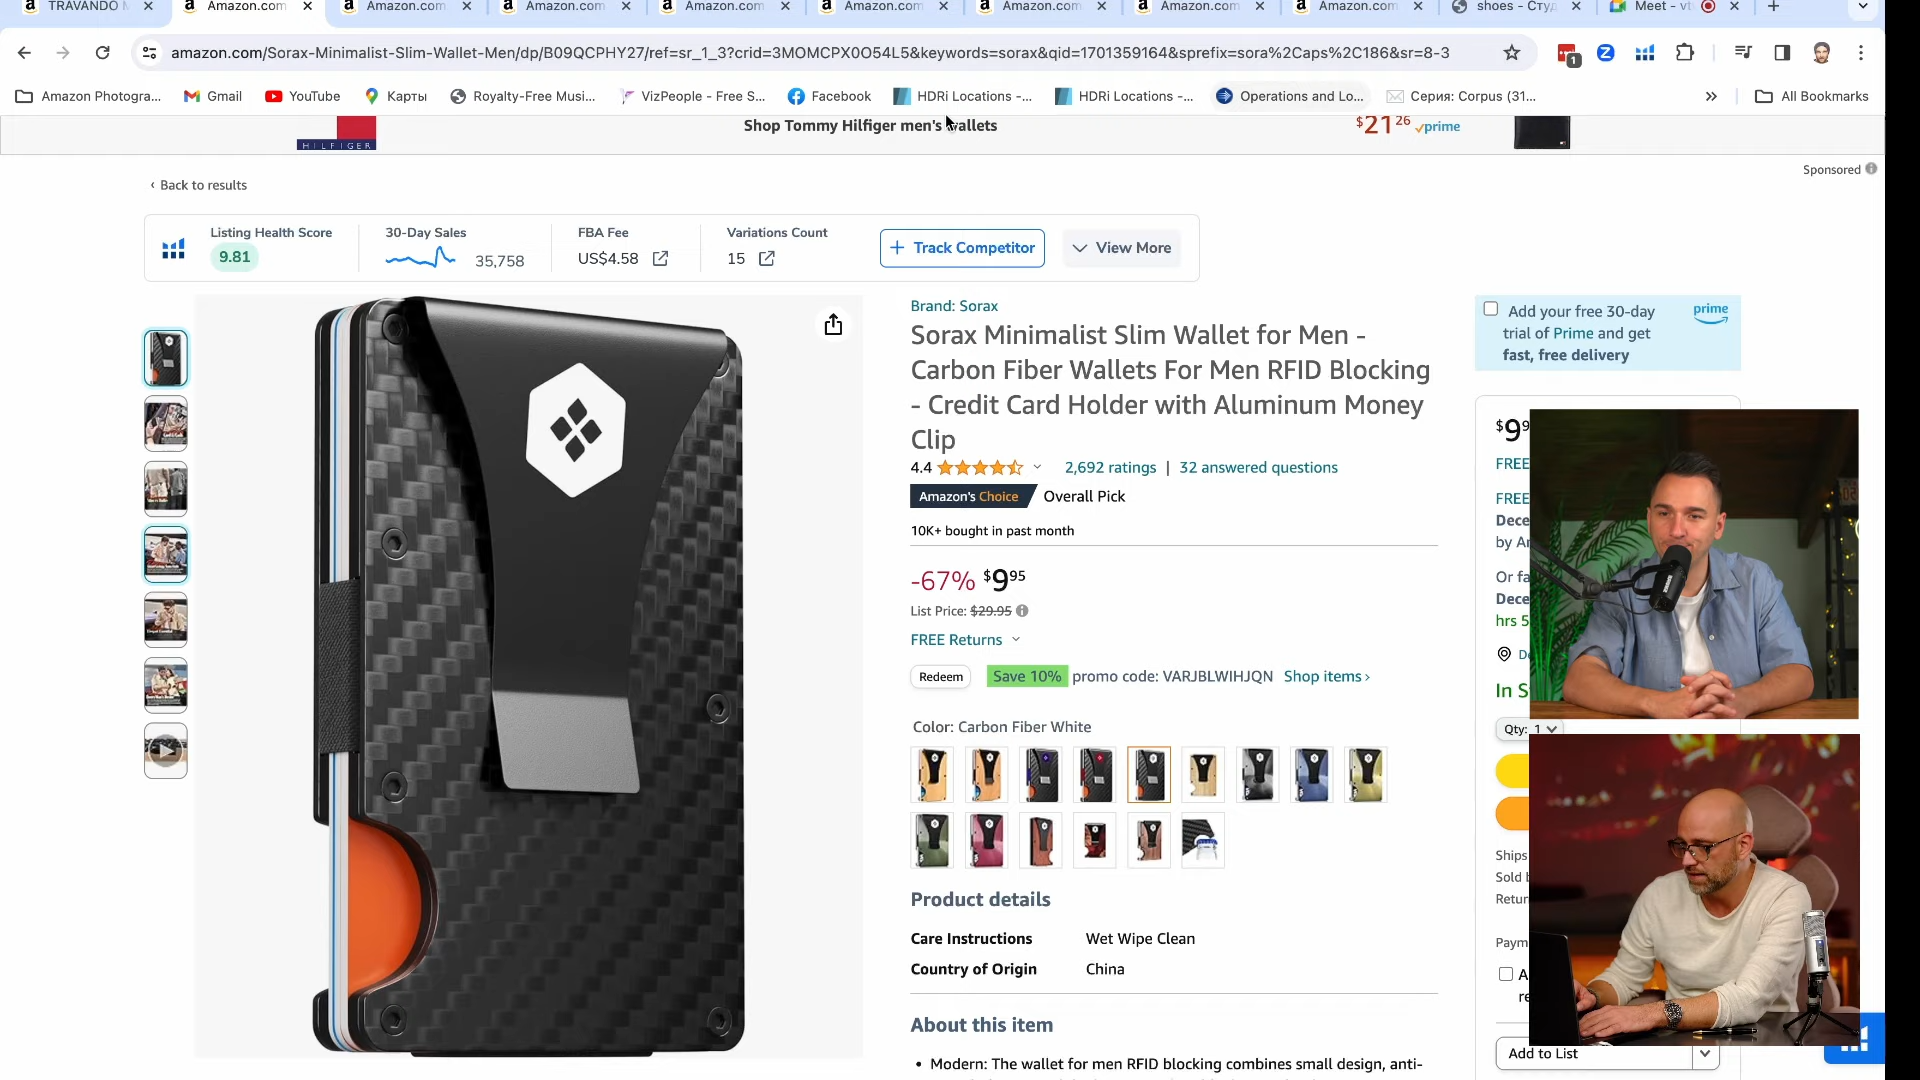 TRAVANDO M
Amazon.com
Amazon.com
Amazon.com
Amazon.com
Amazon.com
Amazon.com
Amazon.com
Amazon.com
shoes - Сту
Meet - vt
amazon.com/Sorax-Minimalist-Slim-Wallet-Men/dp/B09QCPHY27/ref=sr_1_3?crid=3MOMCPX0O54L5&keywords=sorax&qid=1701359164&sprefix=sora%2Caps%2C186&sr=8-3
1
Amazon Photogra...
Gmail
YouTube
Карты
Royalty-Free Musi...
VizPeople - Free S...
Facebook
HDRi Locations -...
HDRi Locations -...
Operations and Lo...
Серия: Corpus (31...
»
All Bookmarks
HILFIGER
Shop Tommy Hilfiger men's wallets
$21 26 prime
Sponsored
‹ Back to results
Listing Health Score
9.81
30-Day Sales
35,758
FBA Fee
US$4.58
Variations Count
15
+ Track Competitor
View More
Brand: Sorax
Sorax Minimalist Slim Wallet for Men -
Carbon Fiber Wallets For Men RFID Blocking
- Credit Card Holder with Aluminum Money
Clip
4.4
2,692 ratings | 32 answered questions
Amazon's Choice Overall Pick
10K+ bought in past month
-67% $9 95
List Price: $29.95
FREE Returns
Redeem Save 10% promo code: VARJBLWIHJQN Shop items ›
Color: Carbon Fiber White
Product details
Care Instructions Wet Wipe Clean
Country of Origin China
About this item
• Modern: The wallet for men RFID blocking combines small design, anti-
Add your free 30-day
trial of Prime and get
fast, free delivery
prime
$9 9
FREE
FREE
Dece
by Ar
Or fa
Dece
hrs 5
De
In S
Qty: 1
Ships
Sold b
Retur
Paym
A
re
Add to List